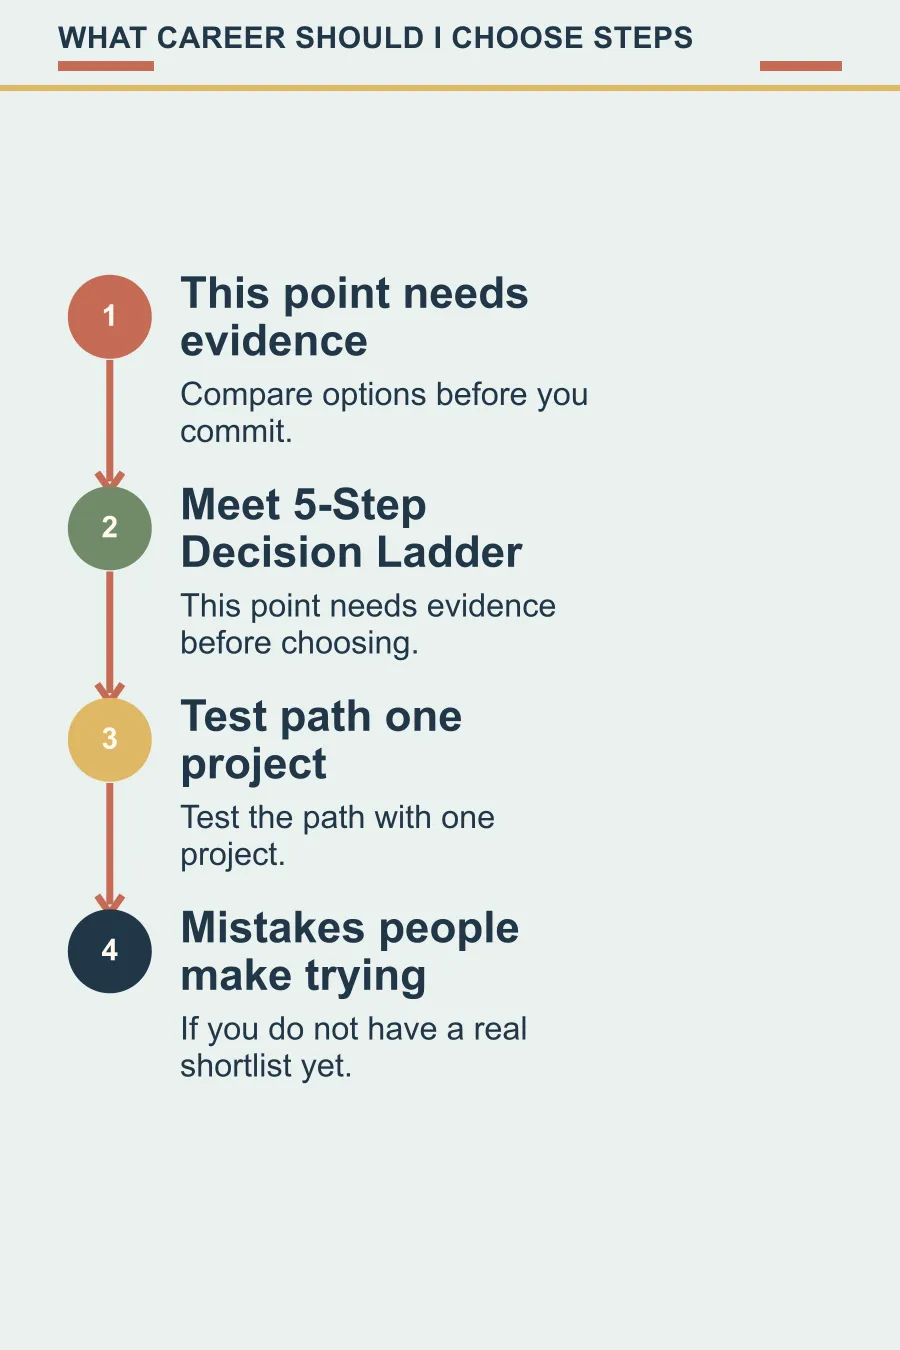 WHAT CAREER SHOULD I CHOOSE STEPS
1
This point needs
evidence
Compare options before you
commit.
2
Meet 5-Step
Decision Ladder
This point needs evidence
before choosing.
3
Test path one
project
Test the path with one
project.
4
Mistakes people
make trying
If you do not have a real
shortlist yet.